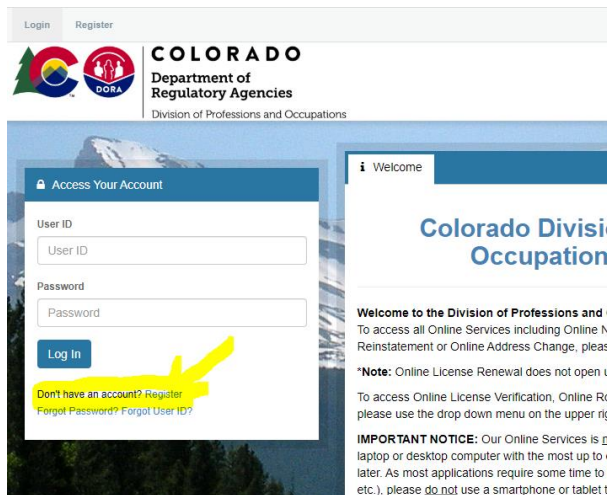 Login Register
DORA
COLORADO
Department of
Regulatory Agencies
Division of Professions and Occupations
Access Your Account
User ID
User ID
Password
Password
Log In
Don't have an account? Register
Forgot Password? Forgot User ID?
i Welcome
Colorado Divisi
Occupation
Welcome to the Division of Professions and
To access all Online Services including Online
Reinstatement or Online Address Change, pleas
*Note: Online License Renewal does not open
To access Online License Verification, Online
please use the drop down menu on the upper
IMPORTANT NOTICE: Our Online Services is
laptop or desktop computer with the most up to
later. As most applications require some time to
etc.), please do not use a smartphone or tablet